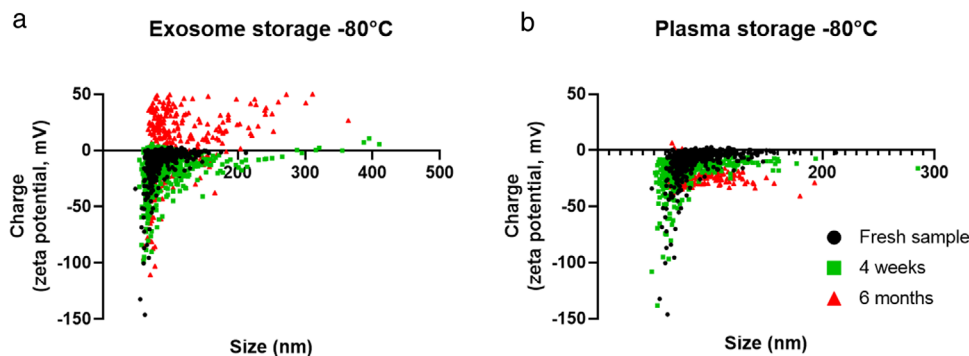 a
Exosome storage -80°C
Charge
(zeta potential, mV)
50
0
-50
-100
-150
200
300
400
500
Size (nm)
b
Plasma storage -80°C
Charge
(zeta potential, mv)
50
0
-50
-100
-150
200
300
Size (nm)
Fresh sample
4 weeks
6 months